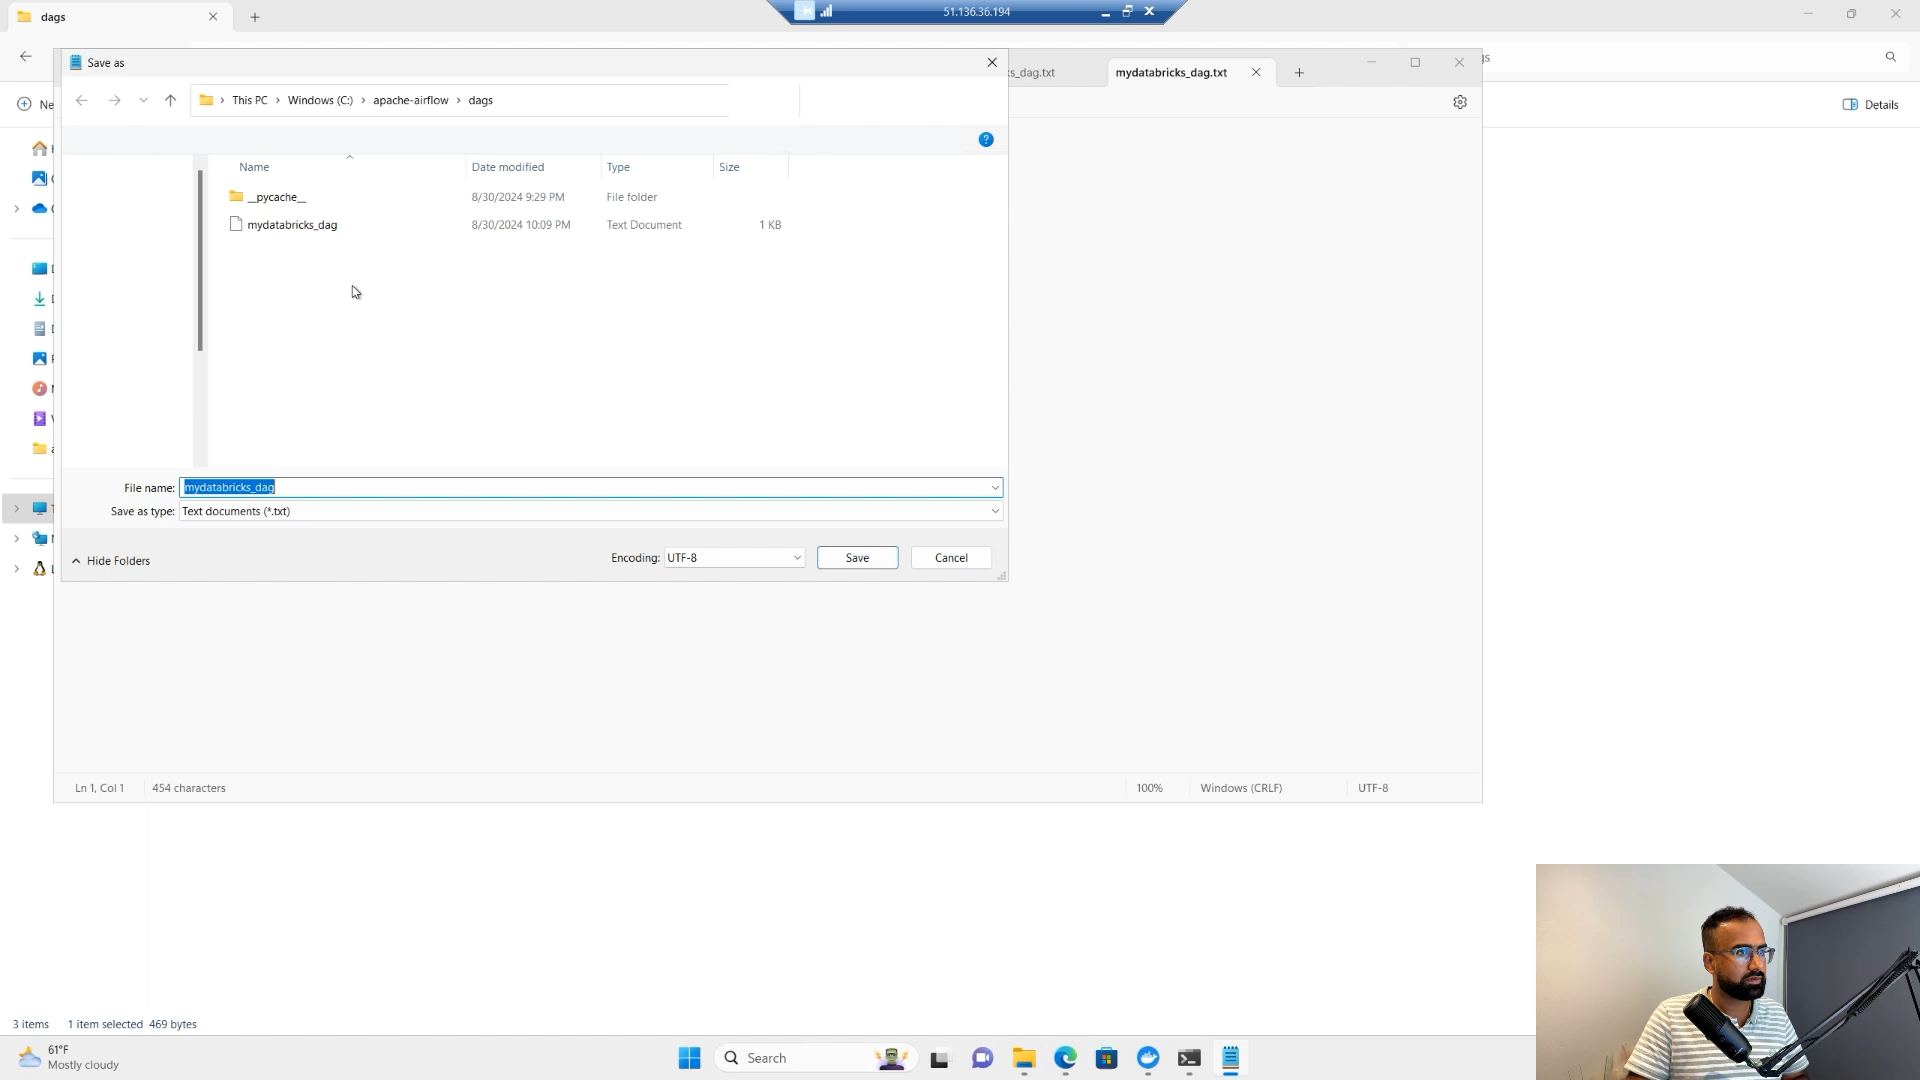 dags
51.136.36.194
Save as
s_dag.txt
mydatabricks_dag.txt
gs
This PC > Windows (C:) > apache-airflow > dags
Ne
Details
Name
Date modified
Type
Size
__pycache__
8/30/2024 9:29 PM
File folder
mydatabricks_dag
8/30/2024 10:09 PM
Text Document
1 KB
File name: mydatabricks_dag
Save as type: Text documents (*.txt)
Hide Folders
Encoding: UTF-8
Save
Cancel
Ln 1, Col 1
454 characters
100%
Windows (CRLF)
UTF-8
3 items
1 item selected 469 bytes
61°F
Mostly cloudy
Search